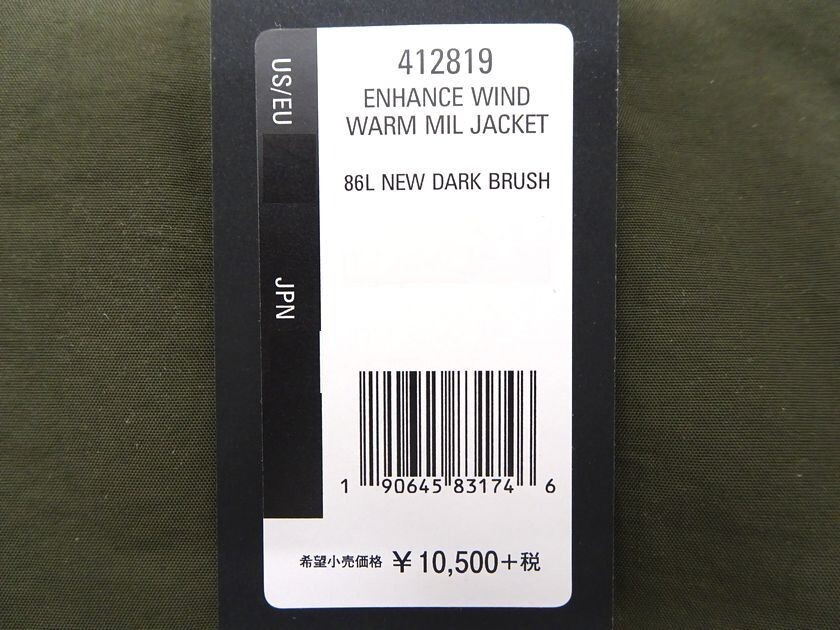 US/EU
412819
ENHANCE WIND
WARM MIL JACKET
86L NEW DARK BRUSH
JPN
1 90645 83174 6
希望小売価格 ¥10,500+税